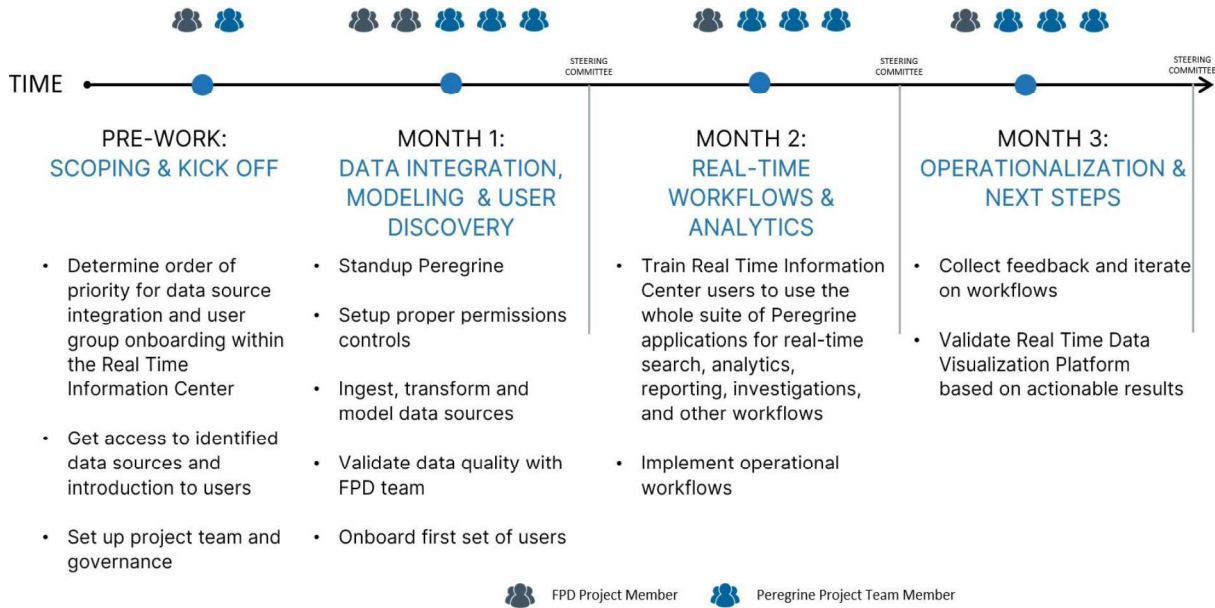 STEERING
COMMITTEE
STEERING
COMMITTEE
STEERING
COMMITTEE
TIME
PRE-WORK:
SCOPING & KICK OFF
• Determine order of
priority for data source
integration and user
group onboarding within
the Real Time
Information Center
• Get access to identified
data sources and
introduction to users
• Set up project team and
governance
MONTH 1:
DATA INTEGRATION,
MODELING & USER
DISCOVERY
• Standup Peregrine
• Setup proper permissions
controls
• Ingest, transform and
model data sources
• Validate data quality with
FPD team
• Onboard first set of users
MONTH 2:
REAL-TIME
WORKFLOWS &
ANALYTICS
• Train Real Time Information
Center users to use the
whole suite of Peregrine
applications for real-time
search, analytics,
reporting, investigations,
and other workflows
• Implement operational
workflows
MONTH 3:
OPERATIONALIZATION &
NEXT STEPS
• Collect feedback and iterate
on workflows
• Validate Real Time Data
Visualization Platform
based on actionable results
FPD Project Member
Peregrine Project Team Member